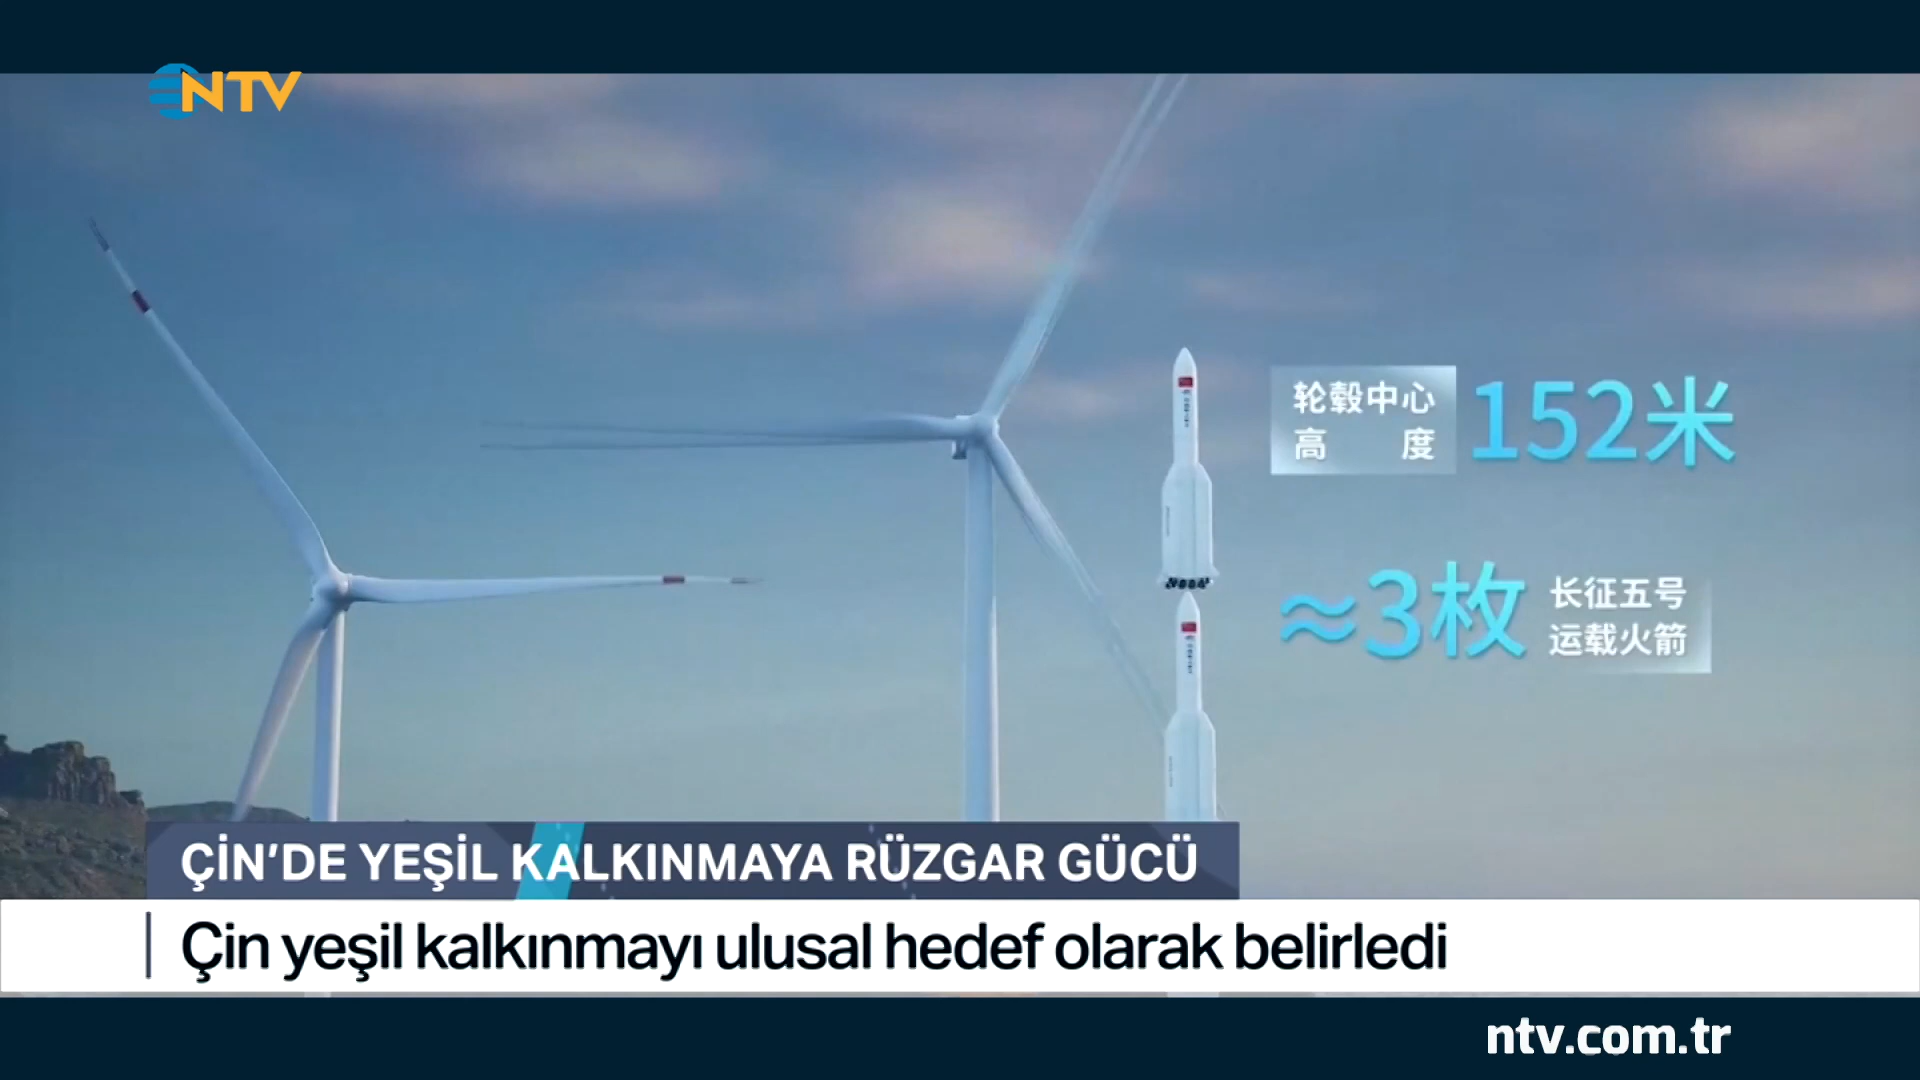 NTV
轮毂中心
高 度
152米
≈3枚
长征五号
运载火箭
ÇİN'DE YEŞİL KALKINMAYA RÜZGAR GÜCÜ
Çin yeşil kalkınmayı ulusal hedef olarak belirledi
ntv.com.tr